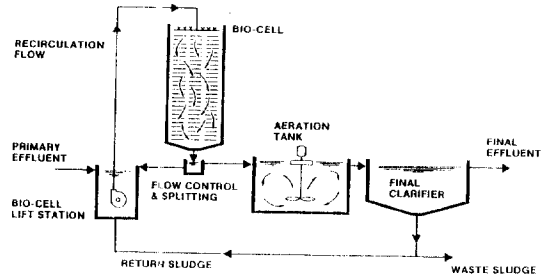 BIO-CELL
RECIRCULATION
FLOW
AERATION
TANK
PRIMARY
EFFLUENT
FINAL
EFFLUENT
FLOW CONTROL
& SPLITTING
FINAL
CLARIFIER
BIO-CELL
LIFT STATION
RETURN SLUDGE
WASTE SLUDGE